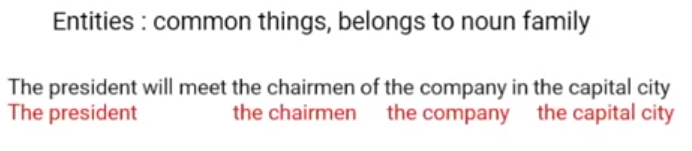 Entities : common things, belongs to noun family
The president will meet the chairmen of the company in the capital city
The president the chairmen the company the capital city